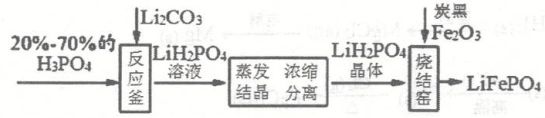 Li2CO3
炭黑
Fe2O3
20%-70%的
H3PO4
反应釜
LiH2PO4
溶液
蒸发 浓缩
结晶 分离
LiH2PO4
晶体
烧结窑
LiFePO4